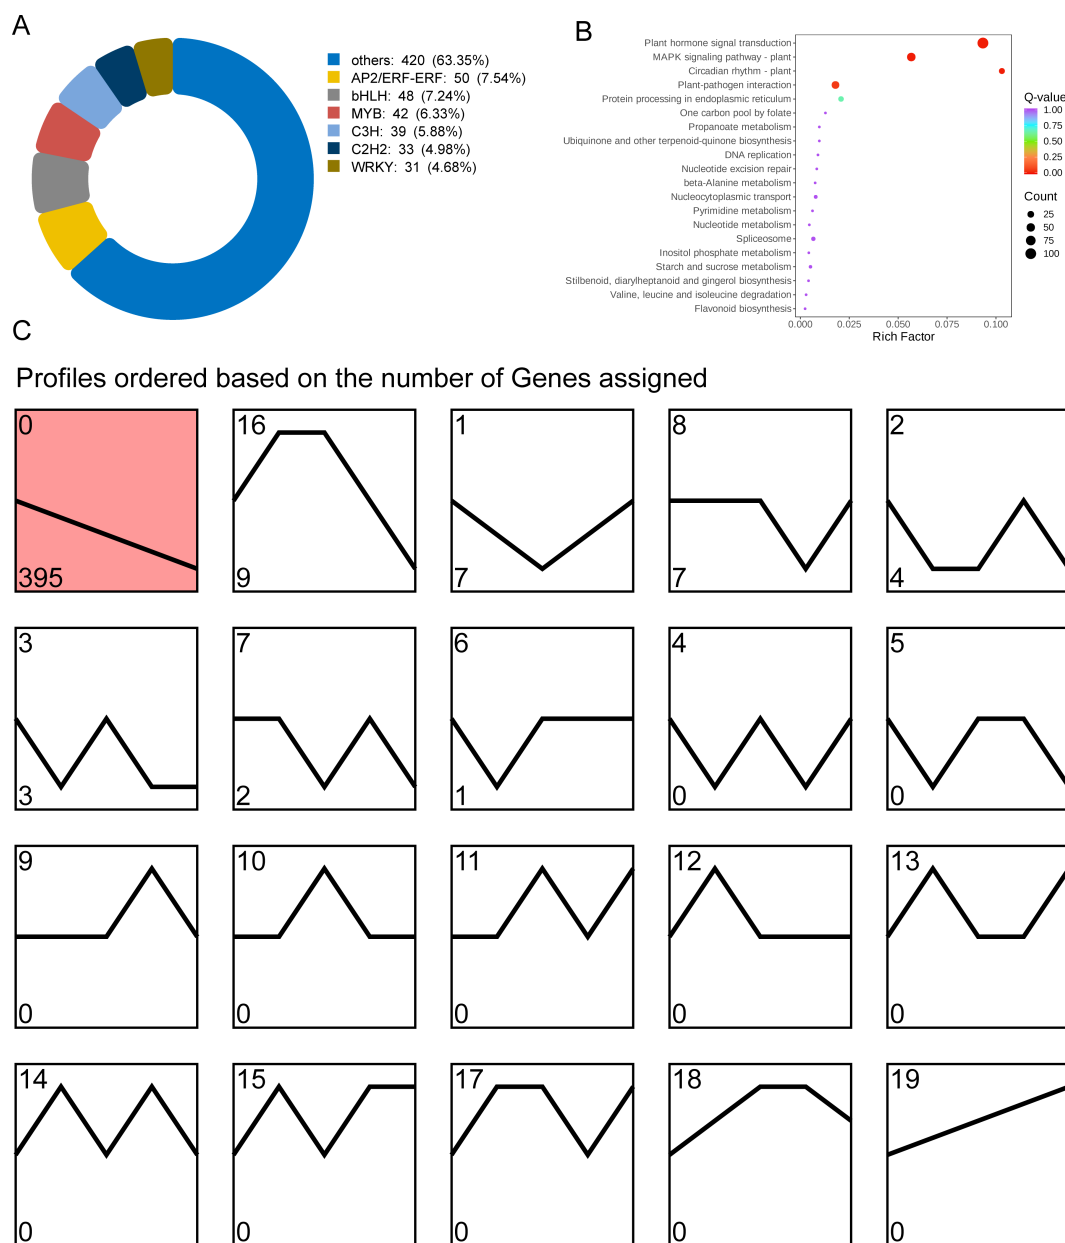 A
others: 420 (63.35%)
AP2/ERF-ERF: 50 (7.54%)
bHLH: 48 (7.24%)
MYB: 42 (6.33%)
C3H: 39 (5.88%)
C2H2: 33 (4.98%)
WRKY: 31 (4.68%)
B
Plant hormone signal transduction
MAPK signaling pathway - plant
Circadian rhythm - plant
Plant-pathogen interaction
Protein processing in endoplasmic reticulum
One carbon pool by folate
Propanoate metabolism
Ubiquinone and other terpenoid-quinone biosynthesis
DNA replication
Nucleotide excision repair
beta-Alanine metabolism
Nucleocytoplasmic transport
Pyrimidine metabolism
Nucleotide metabolism
Spliceosome
Inositol phosphate metabolism
Starch and sucrose metabolism
Stilbenoid, diarylheptanoid and gingerol biosynthesis
Valine, leucine and isoleucine degradation
Flavonoid biosynthesis
0.000 0.025 0.050 0.075 0.100
Rich Factor
Q-value
1.00
0.75
0.50
0.25
0.00
Count
25
50
75
100
C
Profiles ordered based on the number of Genes assigned
0 16 1 8 2
395 9 7 7 4
3 7 6 4 5
3 2 1 0 0
9 10 11 12 13
0 0 0 0 0
14 15 17 18 19
0 0 0 0 0